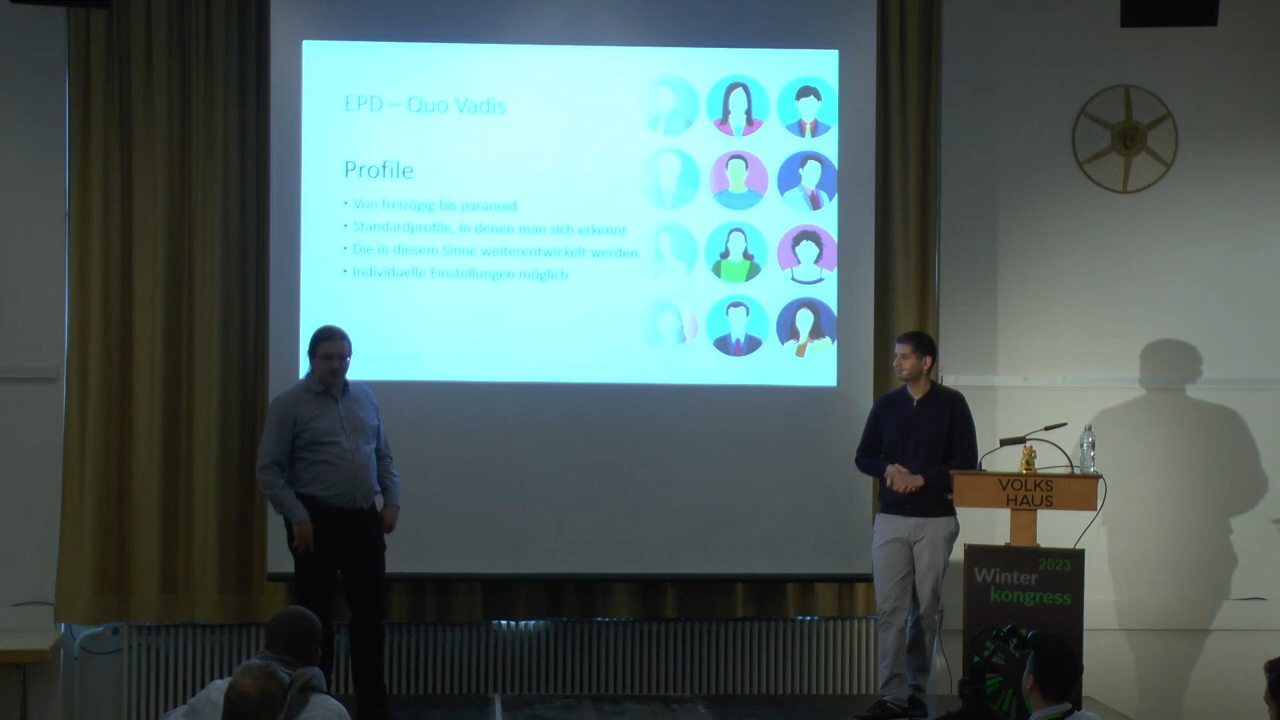 EPD – Quo Vadis
Profile
• Von freizügig bis paranoid
• Standardprofile, in denen man sich erkennt
• Die in diesem Sinne weiterentwickelt werden
• Individuelle Einstellungen möglich
VOLKS
HAUS
2023
Winter
kongress